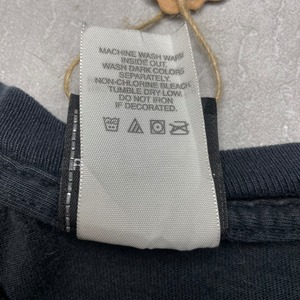 MACHINE WASH WARM
INSIDE OUT.
WASH DARK COLORS
SEPARATELY.
NON-CHLORINE BLEACH
TUMBLE DRY LOW.
DO NOT IRON
IF DECORATED.